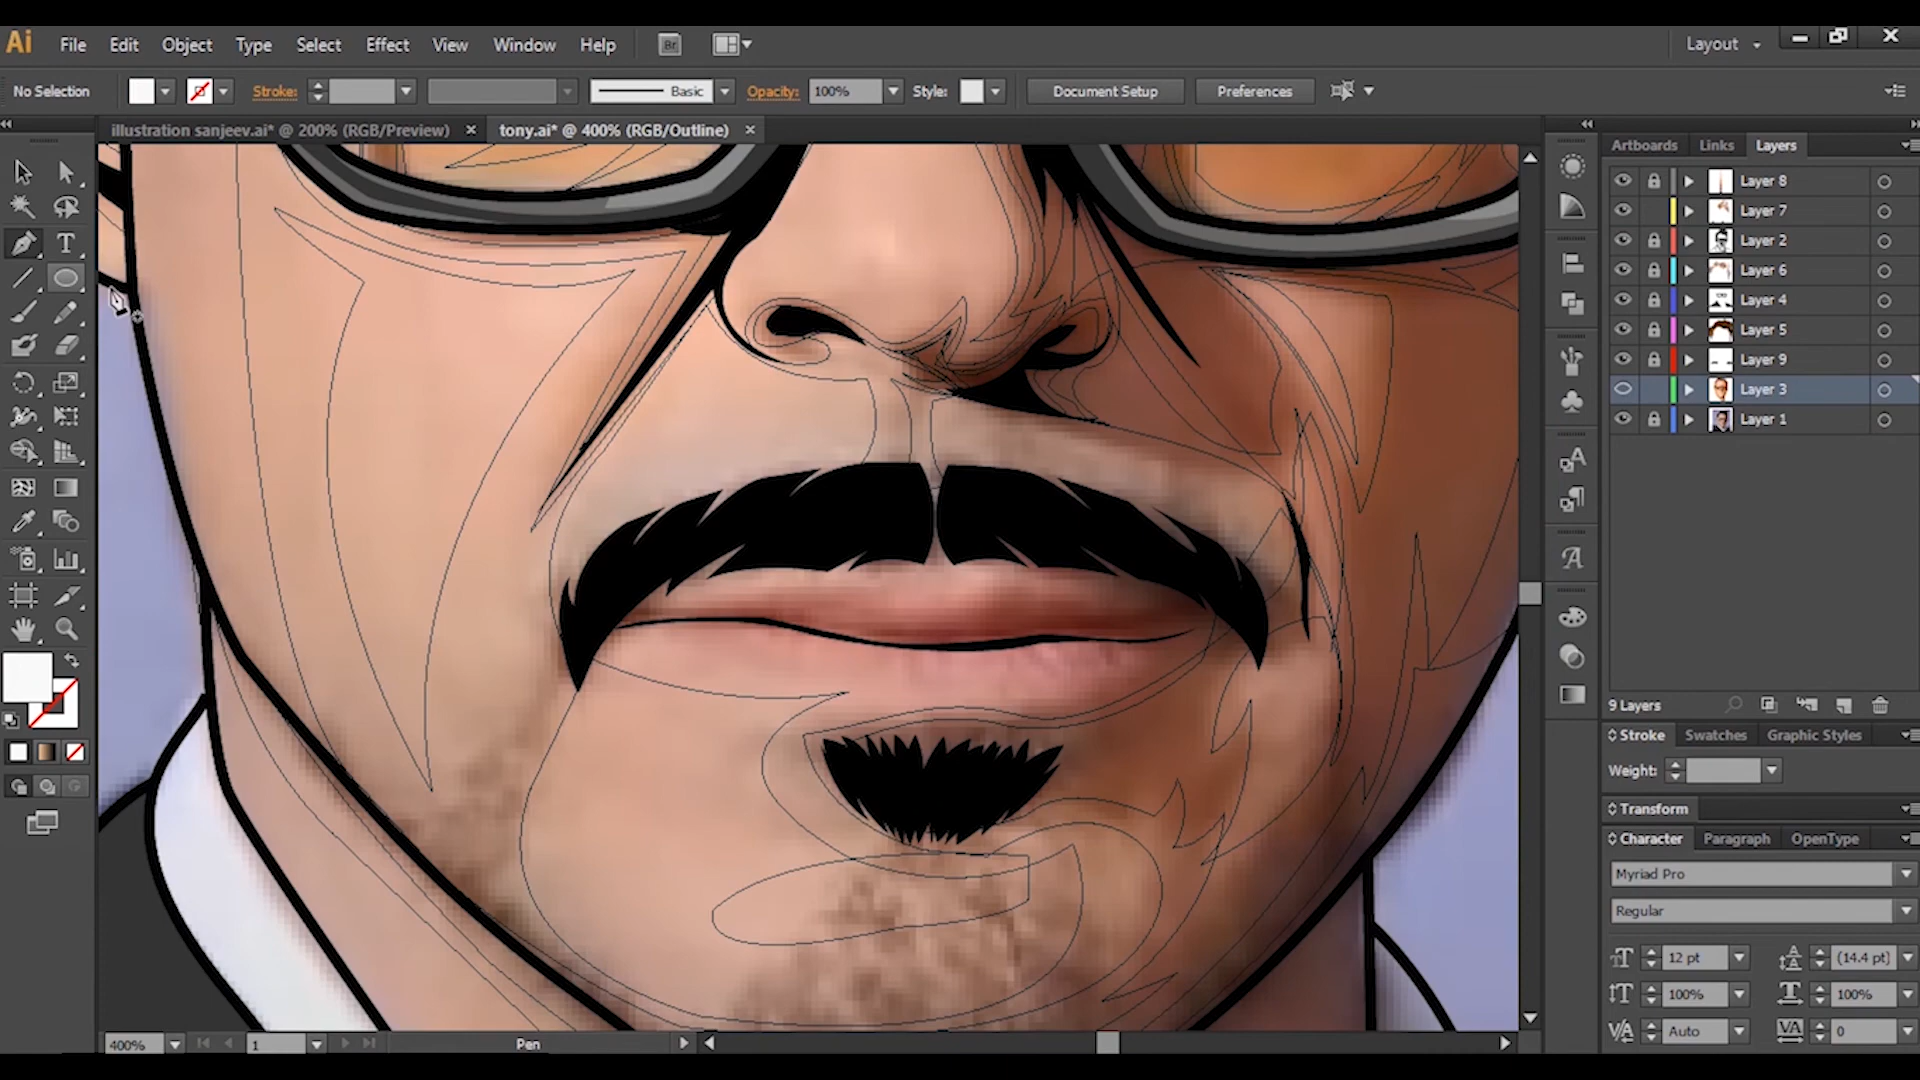 Ai File Edit Object Type Select Effect View Window Help Br Layout
No Selection Stroke: Basic Opacity: 100% Style: Document Setup Preferences
illustration sanjeev.ai* @ 200% (RGB/Preview) tony.ai* @ 400% (RGB/Outline)
Artboards Links Layers
Layer 8
Layer 7
Layer 2
Layer 6
Layer 4
Layer 5
Layer 9
Layer 3
Layer 1
9 Layers
Stroke Swatches Graphic Styles
Weight:
Transform
Character Paragraph OpenType
Myriad Pro
Regular
12 pt (14.4 pt)
100% 100%
Auto 0
400% 1 Pen